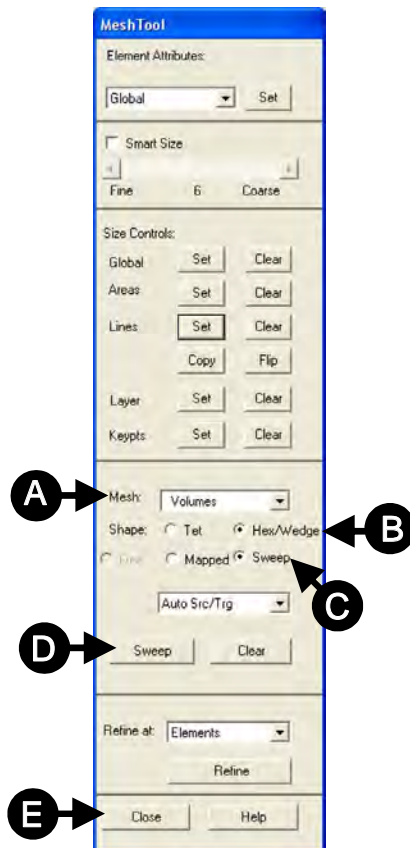 MeshTool
Element Attributes:
Global Set
Smart Size
Fine 6 Coarse
Size Controls:
Global Set Clear
Areas Set Clear
Lines Set Clear
Copy Flip
Layer Set Clear
Keypts Set Clear
A Mesh: Volumes
Shape: Tet Hex/Wedge B
Free Mapped Sweep
Auto Src/Trg C
D Sweep Clear
Refine at: Elements
Refine
E Close Help